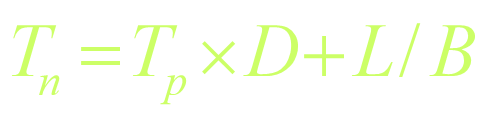 Tₙ = Tₚ × D + L / B